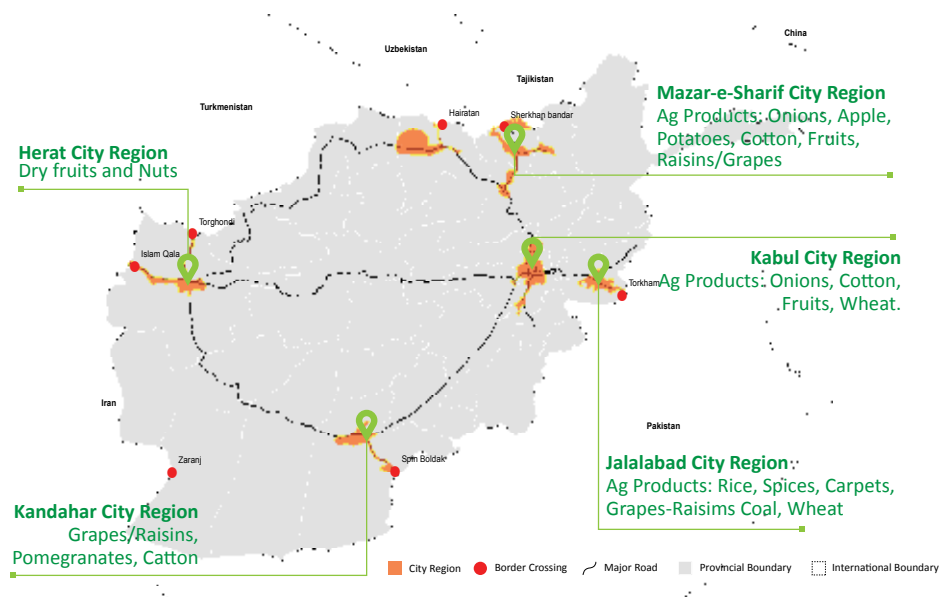 China
Uzbekistan
Tajikistan
Turkmenistan
Mazar-e-Sharif City Region
Ag Products: Onions, Apple,
Potatoes, Cotton, Fruits,
Raisins/Grapes
Hairatan
Sherkhan bandar
Herat City Region
Dry fruits and Nuts
Torghondi
Islam Qala
Kabul City Region
Ag Products: Onions, Cotton,
Fruits, Wheat.
Torkham
Iran
Pakistan
Zaranj
Spin Boldak
Jalalabad City Region
Ag Products: Rice, Spices, Carpets,
Grapes-Raisims Coal, Wheat
Kandahar City Region
Grapes/Raisins,
Pomegranates, Catton
City Region Border Crossing Major Road Provincial Boundary International Boundary